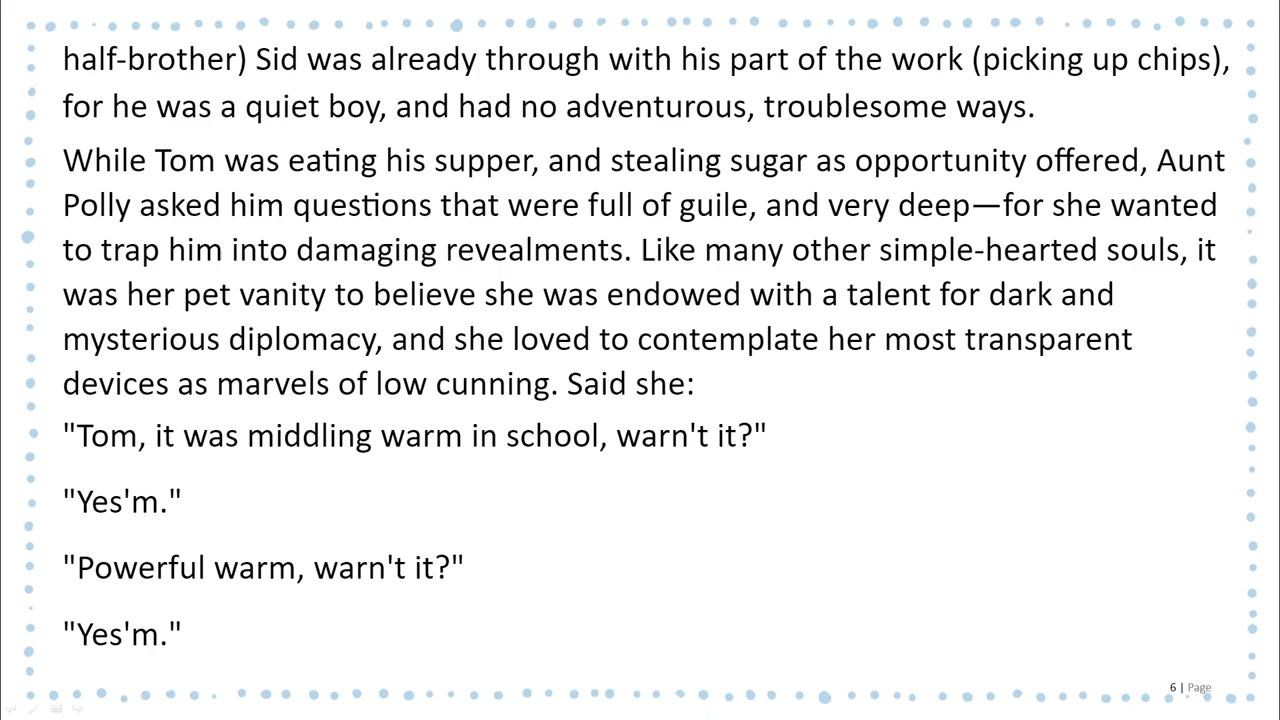 half-brother) Sid was already through with his part of the work (picking up chips),
for he was a quiet boy, and had no adventurous, troublesome ways.
While Tom was eating his supper, and stealing sugar as opportunity offered, Aunt
Polly asked him questions that were full of guile, and very deep—for she wanted
to trap him into damaging revealments. Like many other simple-hearted souls, it
was her pet vanity to believe she was endowed with a talent for dark and
mysterious diplomacy, and she loved to contemplate her most transparent
devices as marvels of low cunning. Said she:
"Tom, it was middling warm in school, warn't it?"
"Yes'm."
"Powerful warm, warn't it?"
"Yes'm."
6 | Page